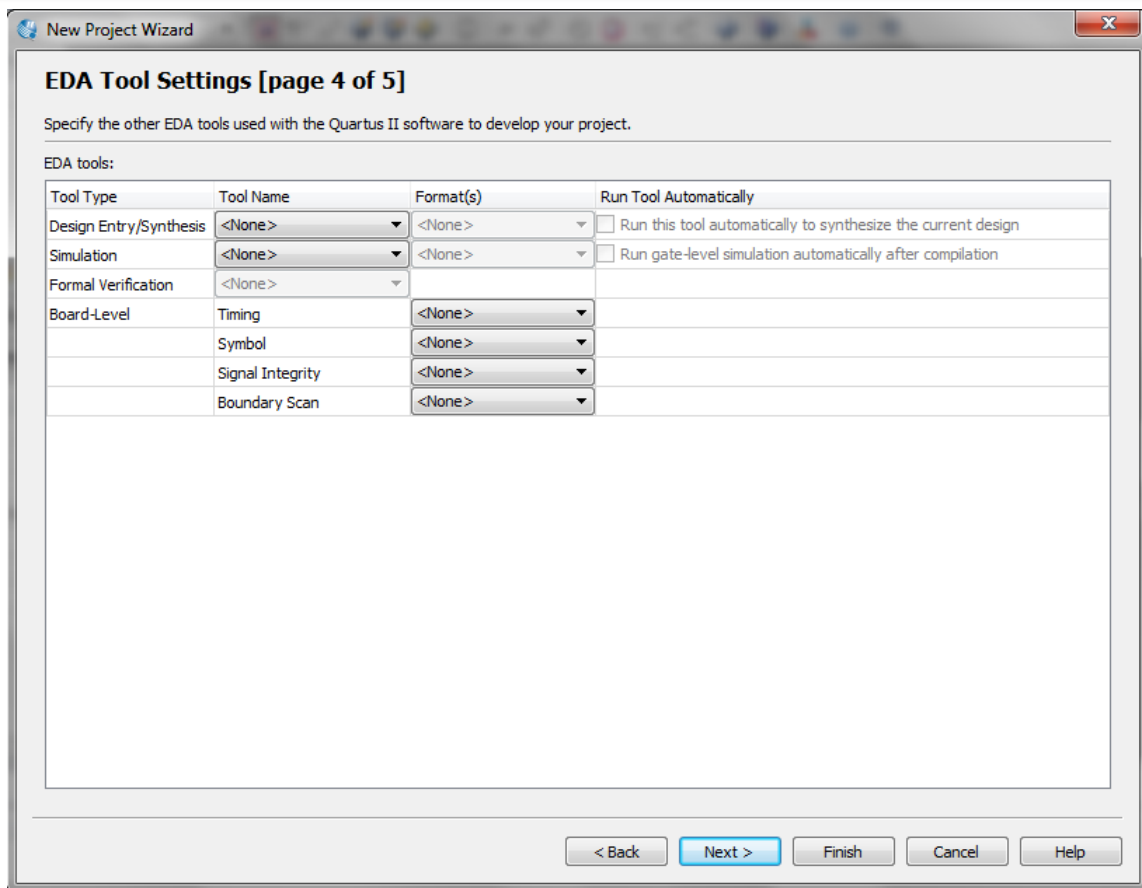 New Project Wizard
EDA Tool Settings [page 4 of 5]
Specify the other EDA tools used with the Quartus II software to develop your project.
EDA tools:
Tool Type Tool Name Format(s) Run Tool Automatically
Design Entry/Synthesis <None> <None> Run this tool automatically to synthesize the current design
Simulation <None> <None> Run gate-level simulation automatically after compilation
Formal Verification <None>
Board-Level Timing <None>
Symbol <None>
Signal Integrity <None>
Boundary Scan <None>
< Back Next > Finish Cancel Help